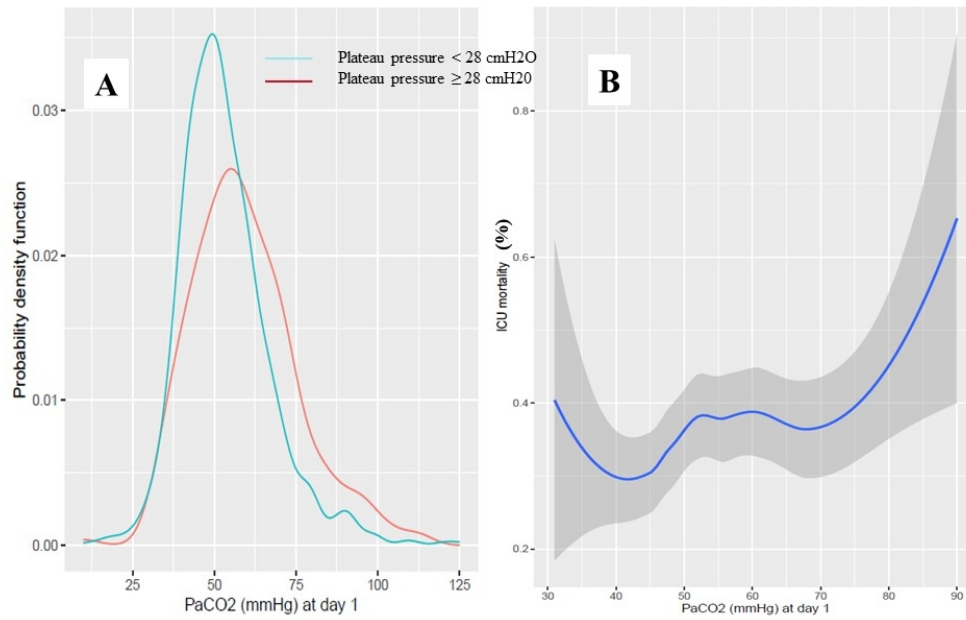 A
Plateau pressure < 28 cmH2O
Plateau pressure ≥ 28 cmH20
Probability density function
0.03
0.02
0.01
0.00
25 50 75 100 125
PaCO2 (mmHg) at day 1
B
ICU mortality (%)
0.8
0.6
0.4
0.2
30 40 50 60 70 80 90
PaCO2 (mmHg) at day 1